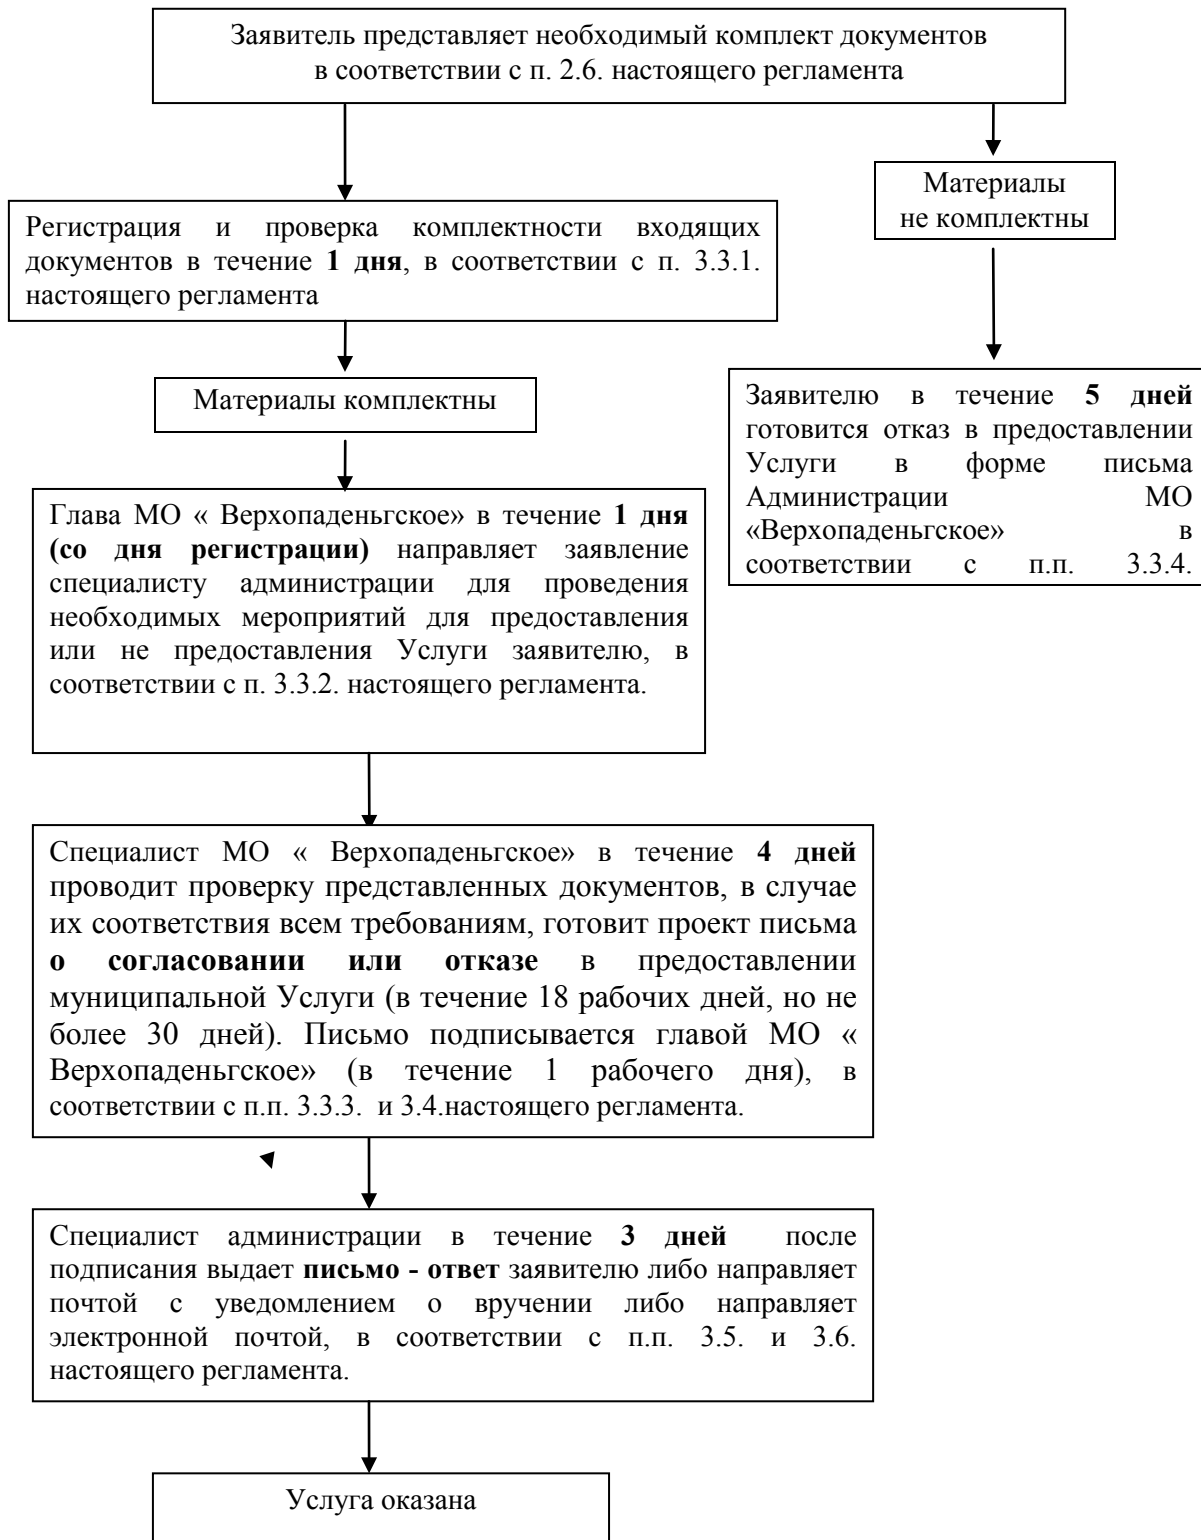 Заявитель представляет необходимый комплект документов
в соответствии с п. 2.6. настоящего регламента
Материалы
не комплектны
Регистрация и проверка комплектности входящих
документов в течение 1 дня, в соответствии с п. 3.3.1.
настоящего регламента
Материалы комплектны
Заявителю в течение 5 дней
готовится отказ в предоставлении
Услуги в форме письма
Администрации МО
«Верхопаденьгское» в
соответствии с п.п. 3.3.4.
Глава МО « Верхопаденьгское» в течение 1 дня
(со дня регистрации) направляет заявление
специалисту администрации для проведения
необходимых мероприятий для предоставления
или не предоставления Услуги заявителю, в
соответствии с п. 3.3.2. настоящего регламента.
Специалист МО « Верхопаденьгское» в течение 4 дней
проводит проверку представленных документов, в случае
их соответствия всем требованиям, готовит проект письма
о согласовании или отказе в предоставлении
муниципальной Услуги (в течение 18 рабочих дней, но не
более 30 дней). Письмо подписывается главой МО «
Верхопаденьгское» (в течение 1 рабочего дня), в
соответствии с п.п. 3.3.3. и 3.4.настоящего регламента.
Специалист администрации в течение 3 дней после
подписания выдает письмо - ответ заявителю либо направляет
почтой с уведомлением о вручении либо направляет
электронной почтой, в соответствии с п.п. 3.5. и 3.6.
настоящего регламента.
Услуга оказана